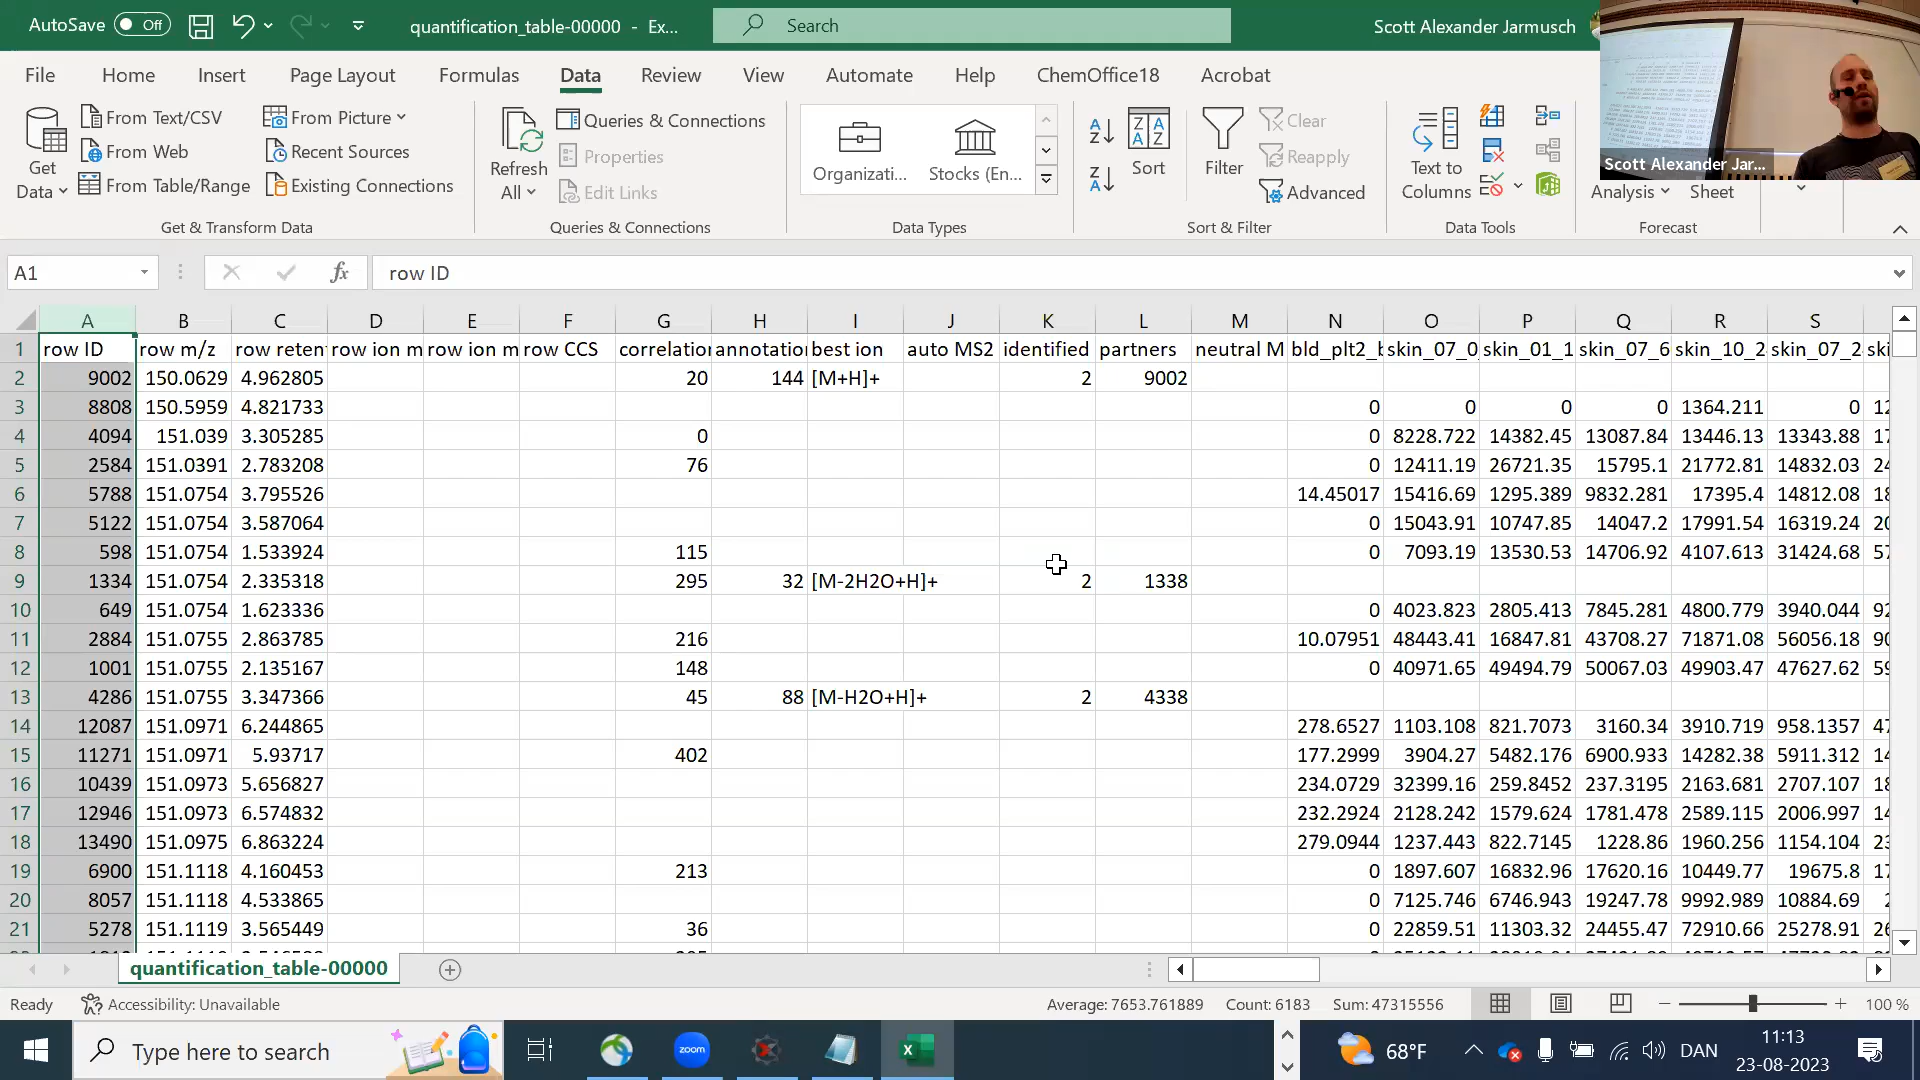 AutoSave Off quantification_table-00000 - Ex... Search Scott Alexander Jarmusch
File Home Insert Page Layout Formulas Data Review View Automate Help ChemOffice18 Acrobat
Get Data
From Text/CSV
From Web
From Table/Range
From Picture
Recent Sources
Existing Connections
Get & Transform Data
Refresh All
Queries & Connections
Properties
Edit Links
Queries & Connections
Organizati...
Stocks (En...
Data Types
Sort
Filter
Clear
Reapply
Advanced
Sort & Filter
Text to Columns
Data Tools
Analysis
Sheet
Forecast
Scott Alexander Jar...
A1 fx row ID
A B C D E F G H I J K L M N O P Q R S
1 row ID row m/z row reten row ion m row ion m row CCS correlation annotation best ion auto MS2 identified partners neutral M bld_plt2_b skin_07_0 skin_01_1 skin_07_6 skin_10_2 skin_07_2 ski
2 9002 150.0629 4.962805 20 144 [M+H]+ 2 9002
3 8808 150.5959 4.821733 0 0 0 0 1364.211 0 12
4 4094 151.039 3.305285 0 0 8228.722 14382.45 13087.84 13446.13 13343.88 17
5 2584 151.0391 2.783208 76 0 12411.19 26721.35 15795.1 21772.81 14832.03 24
6 5788 151.0754 3.795526 14.45017 15416.69 1295.389 9832.281 17395.4 14812.08 18
7 5122 151.0754 3.587064 0 15043.91 10747.85 14047.2 17991.54 16319.24 20
8 598 151.0754 1.533924 115 0 7093.19 13530.53 14706.92 4107.613 31424.68 57
9 1334 151.0754 2.335318 295 32 [M-2H2O+H]+ 2 1338
10 649 151.0754 1.623336 0 4023.823 2805.413 7845.281 4800.779 3940.044 92
11 2884 151.0755 2.863785 216 10.07951 48443.41 16847.81 43708.27 71871.08 56056.18 90
12 1001 151.0755 2.135167 148 0 40971.65 49494.79 50067.03 49903.47 47627.62 59
13 4286 151.0755 3.347366 45 88 [M-H2O+H]+ 2 4338
14 12087 151.0971 6.244865 278.6527 1103.108 821.7073 3160.34 3910.719 958.1357 47
15 11271 151.0971 5.93717 402 177.2999 3904.27 5482.176 6900.933 14282.38 5911.312 14
16 10439 151.0973 5.656827 234.0729 32399.16 259.8452 237.3195 2163.681 2707.107 18
17 12946 151.0973 6.574832 232.2924 2128.242 1579.624 1781.478 2589.115 2006.997 14
18 13490 151.0975 6.863224 279.0944 1237.443 822.7145 1228.86 1960.256 1154.104 23
19 6900 151.1118 4.160453 213 0 1897.607 16832.96 17620.16 10449.77 19675.8 17
20 8057 151.1118 4.533865 0 7125.746 6746.943 19247.78 9992.989 10884.69 2
21 5278 151.1119 3.565449 36 0 22859.51 11303.32 24455.47 72910.66 25278.91 26
quantification_table-00000
Ready Accessibility: Unavailable Average: 7653.761889 Count: 6183 Sum: 47315556 100 %
Type here to search zoom 68°F DAN 11:13
23-08-2023